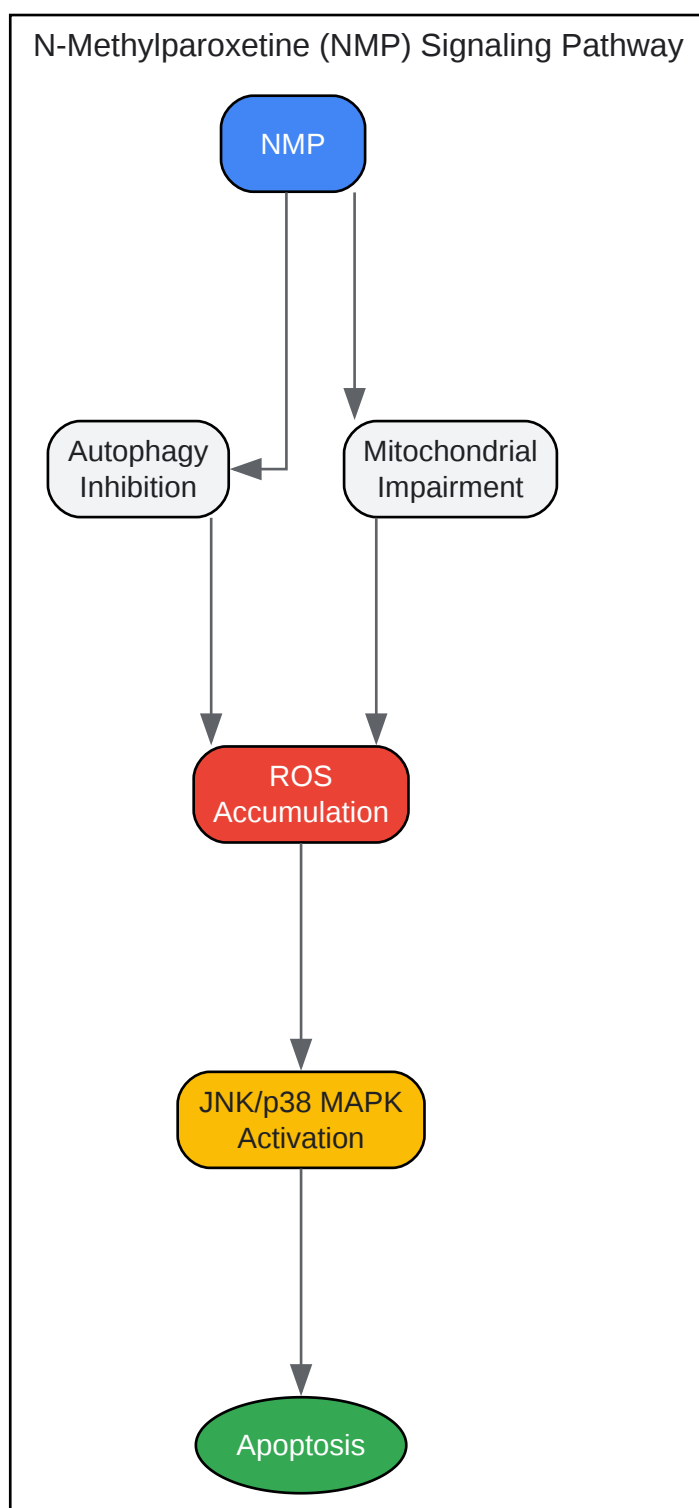 N-Methylparoxetine (NMP) Signaling Pathway
NMP
Autophagy
Inhibition
Mitochondrial
Impairment
ROS
Accumulation
JNK/p38 MAPK
Activation
Apoptosis